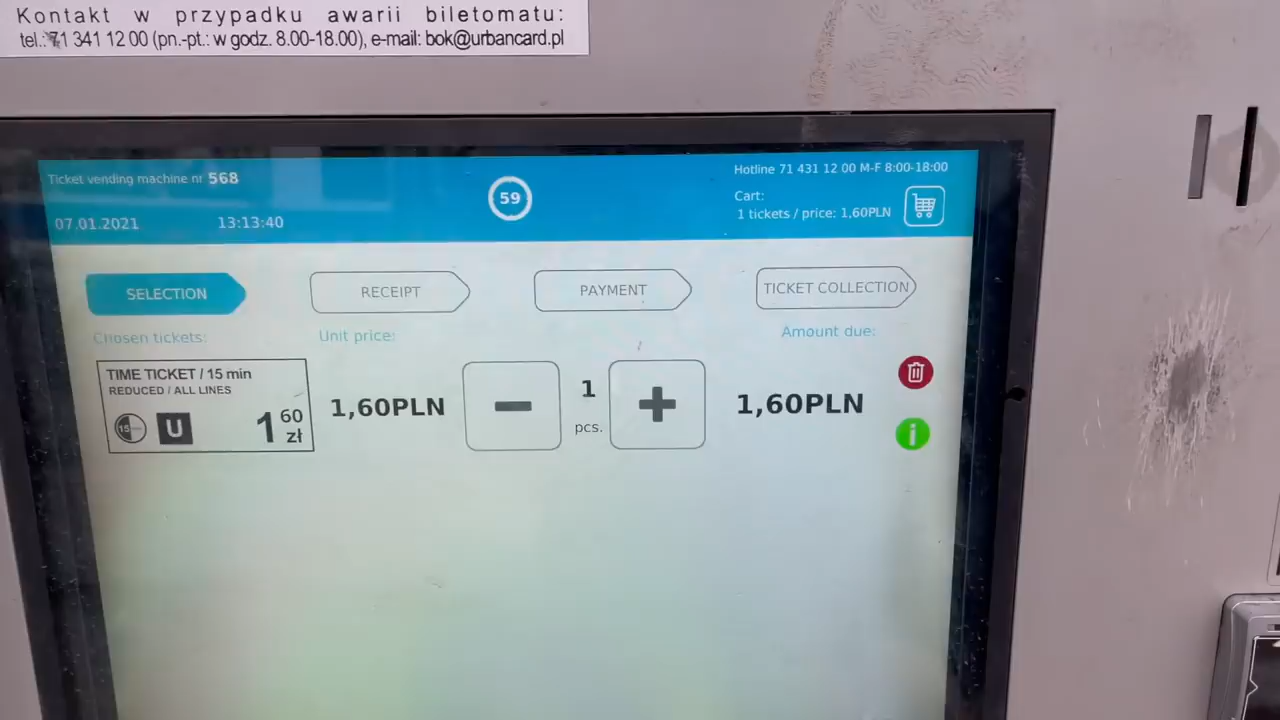 Kontakt w przypadku awarii biletomatu:
tel.: 71 341 12 00 (pn.-pt.: w godz. 8.00-18.00), e-mail: bok@urbancard.pl
Ticket vending machine nr 568
59
Hotline 71 431 12 00 M-F 8:00-18:00
Cart:
1 tickets / price: 1,60PLN
07.01.2021 13:13:40
SELECTION RECEIPT PAYMENT TICKET COLLECTION
Chosen tickets: Unit price: Amount due:
TIME TICKET / 15 min
REDUCED / ALL LINES
15 U 1 60 zł
1,60PLN − 1 pcs. + 1,60PLN
i